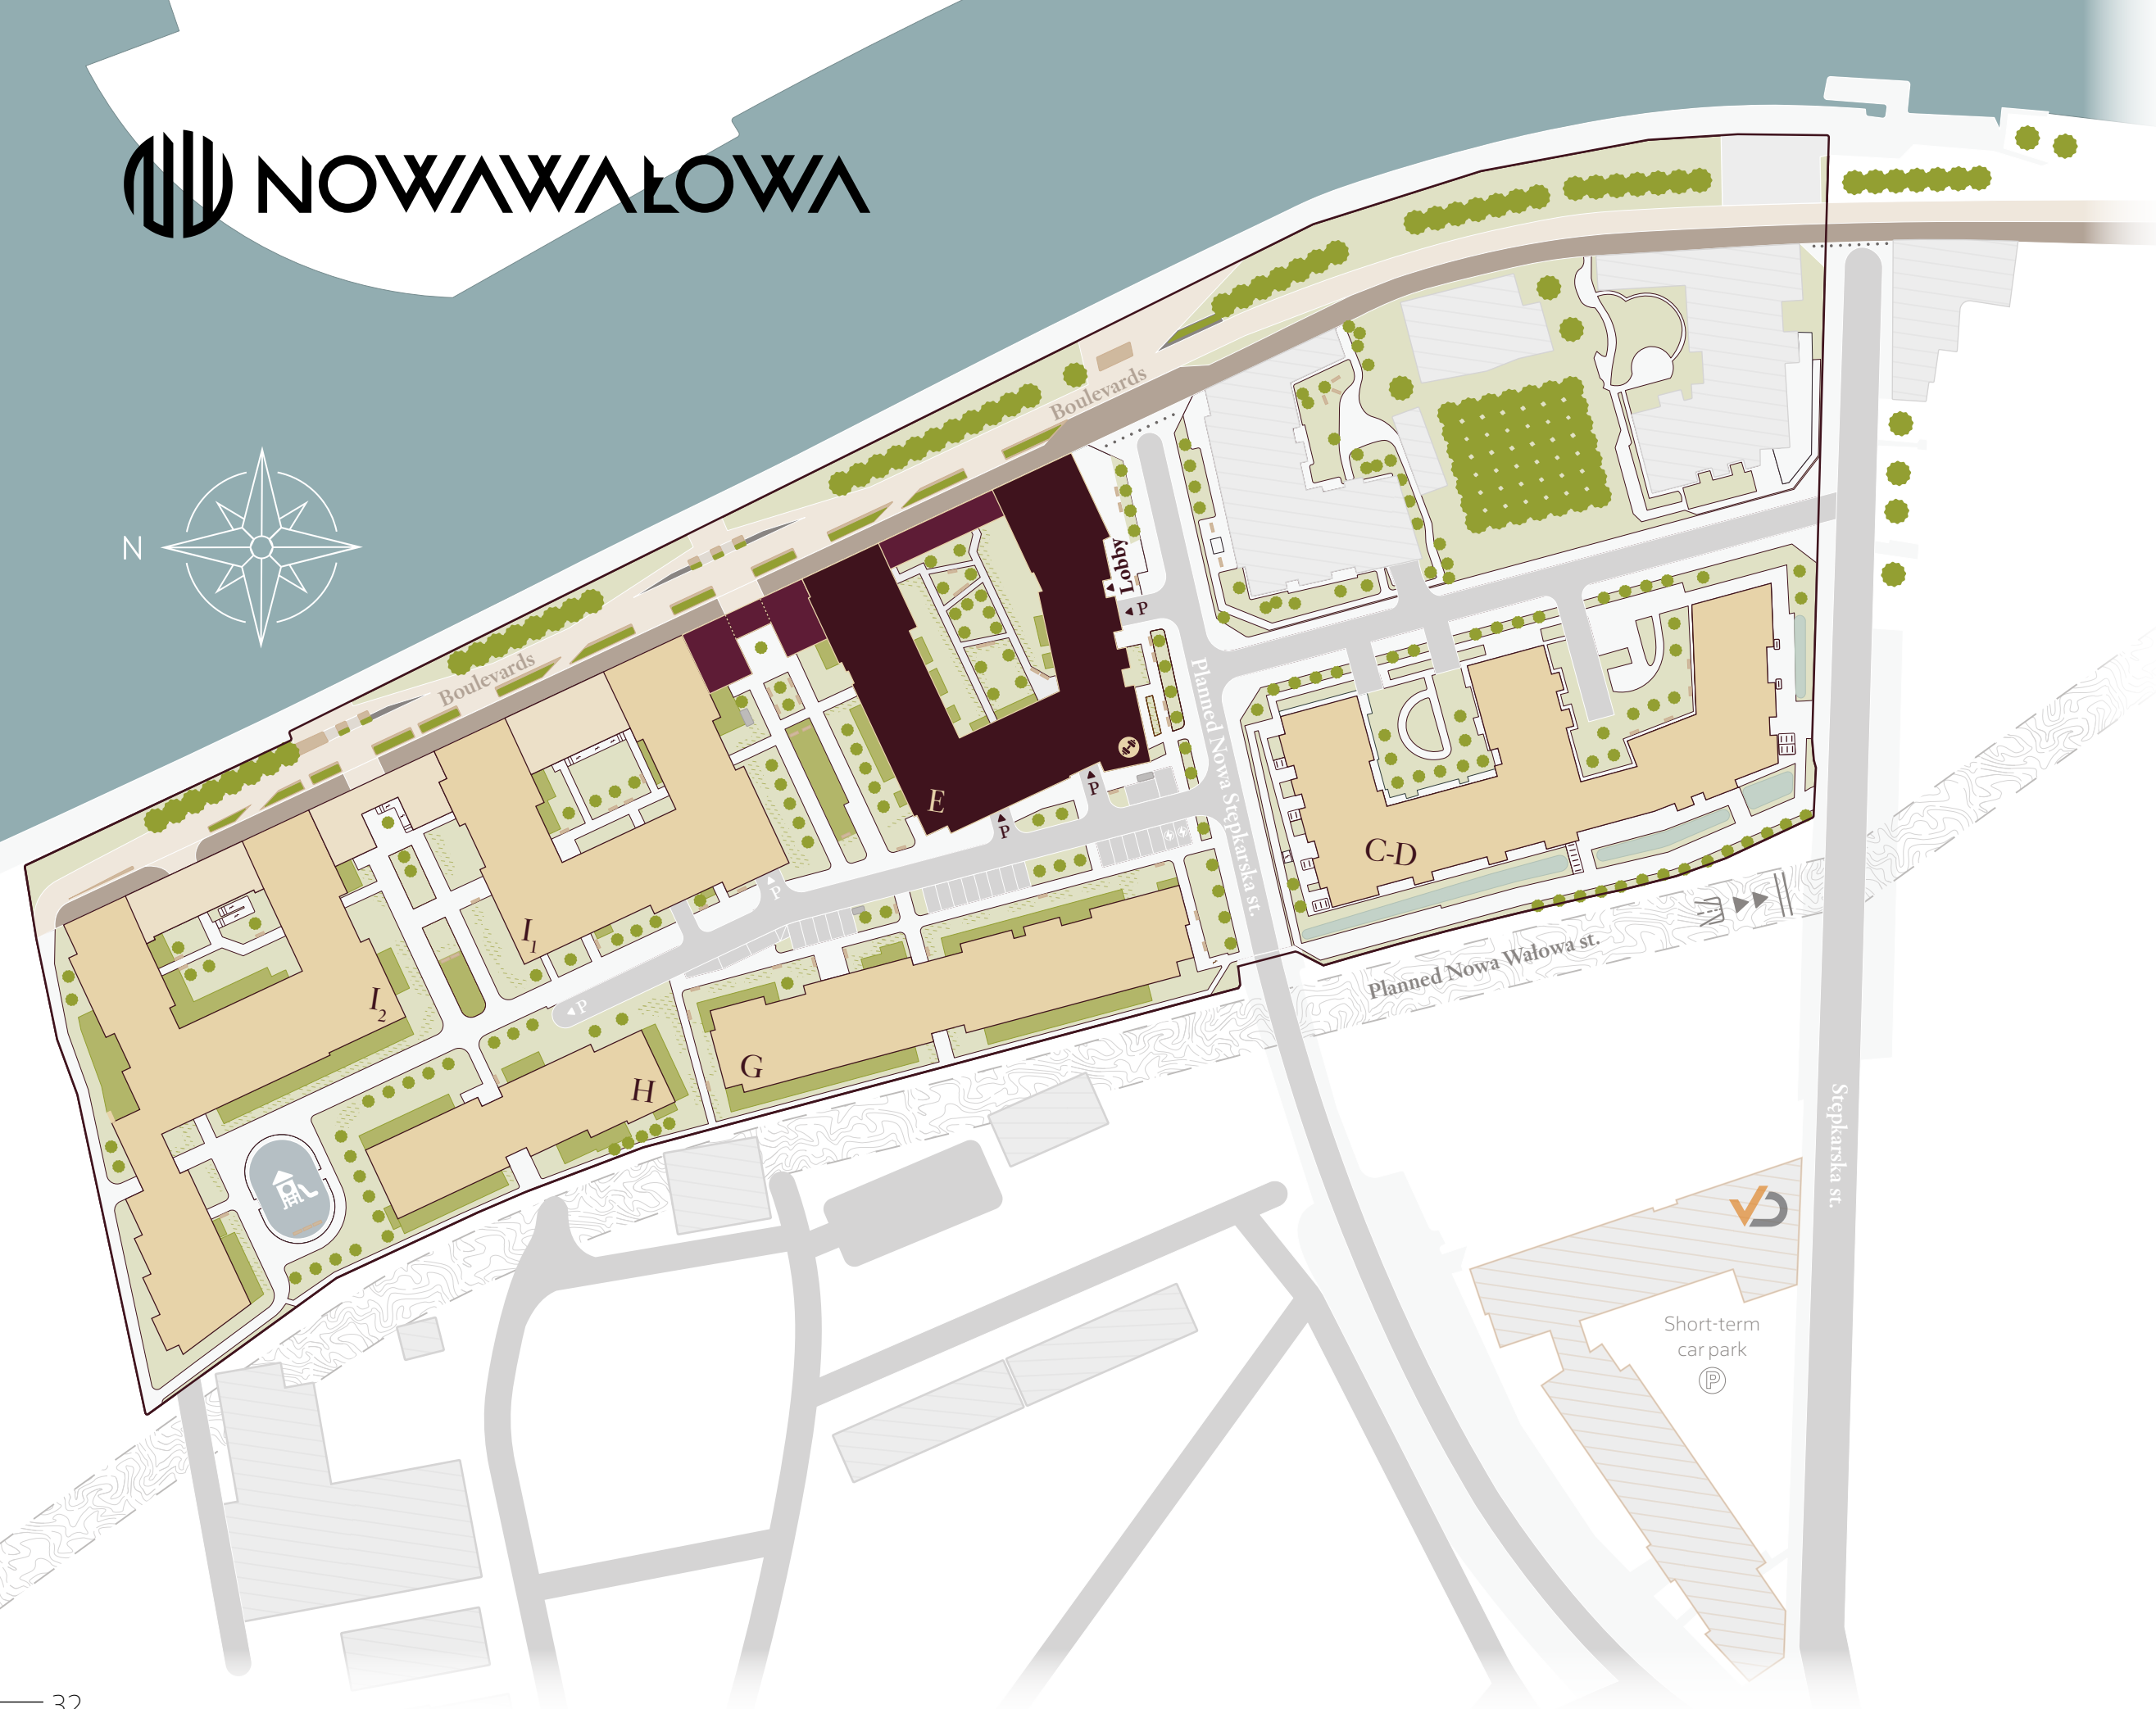 NOWAWAŁOWA
Boulevards
N
Lobby
P
Boulevards
Planned Nowa Stępkarska st.
E
P
P
C-D
P
I1
I2
P
Planned Nowa Wałowa st.
G
H
Stępkarska st.
Short-term
car park
P
32